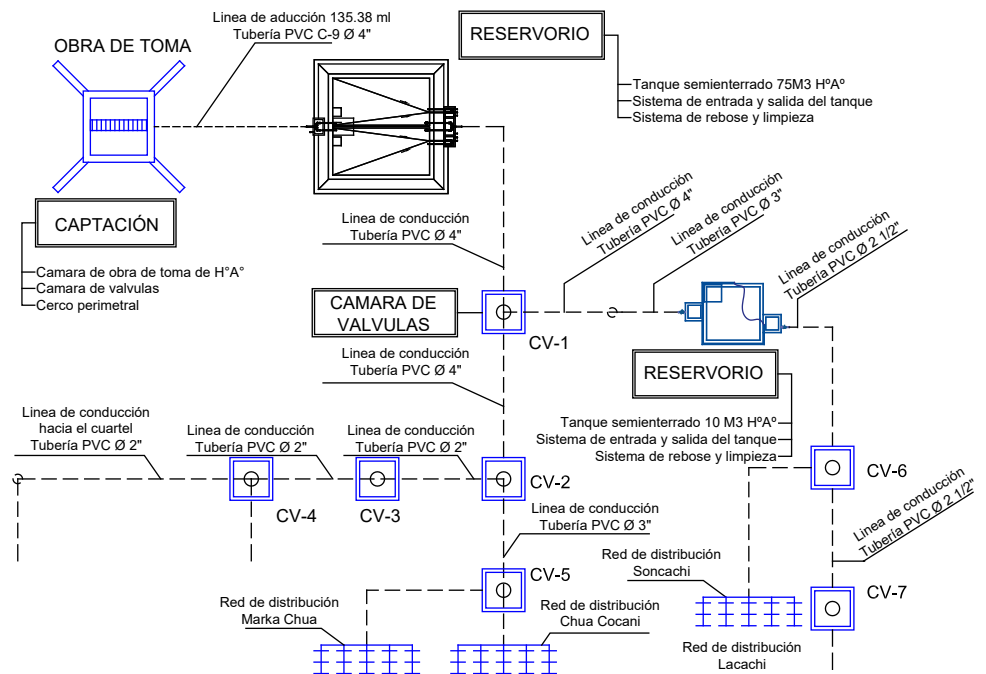 Linea de aducción 135.38 ml
Tubería PVC C-9 Ø 4"
OBRA DE TOMA
RESERVORIO
Tanque semienterrado 75M3 HºAº
Sistema de entrada y salida del tanque
Sistema de rebose y limpieza
CAPTACIÓN
Camara de obra de toma de H°A°
Camara de valvulas
Cerco perimetral
Linea de conducción
Tubería PVC Ø 4"
Linea de conducción
Tubería PVC Ø 4"
Linea de conducción
Tubería PVC Ø 3"
Linea de conducción
Tubería PVC Ø 2 1/2"
CAMARA DE
VALVULAS
CV-1
Linea de conducción
Tubería PVC Ø 4"
RESERVORIO
Tanque semienterrado 10 M3 HºAº
Sistema de entrada y salida del tanque
Sistema de rebose y limpieza
Linea de conducción
hacia el cuartel
Tubería PVC Ø 2"
Linea de conducción
Tubería PVC Ø 2"
Linea de conducción
Tubería PVC Ø 2"
CV-4
CV-3
CV-2
CV-6
Linea de conducción
Tubería PVC Ø 3"
Linea de conducción
Tubería PVC Ø 2 1/2"
CV-5
Red de distribución
Soncachi
CV-7
Red de distribución
Marka Chua
Red de distribución
Chua Cocani
Red de distribución
Lacachi